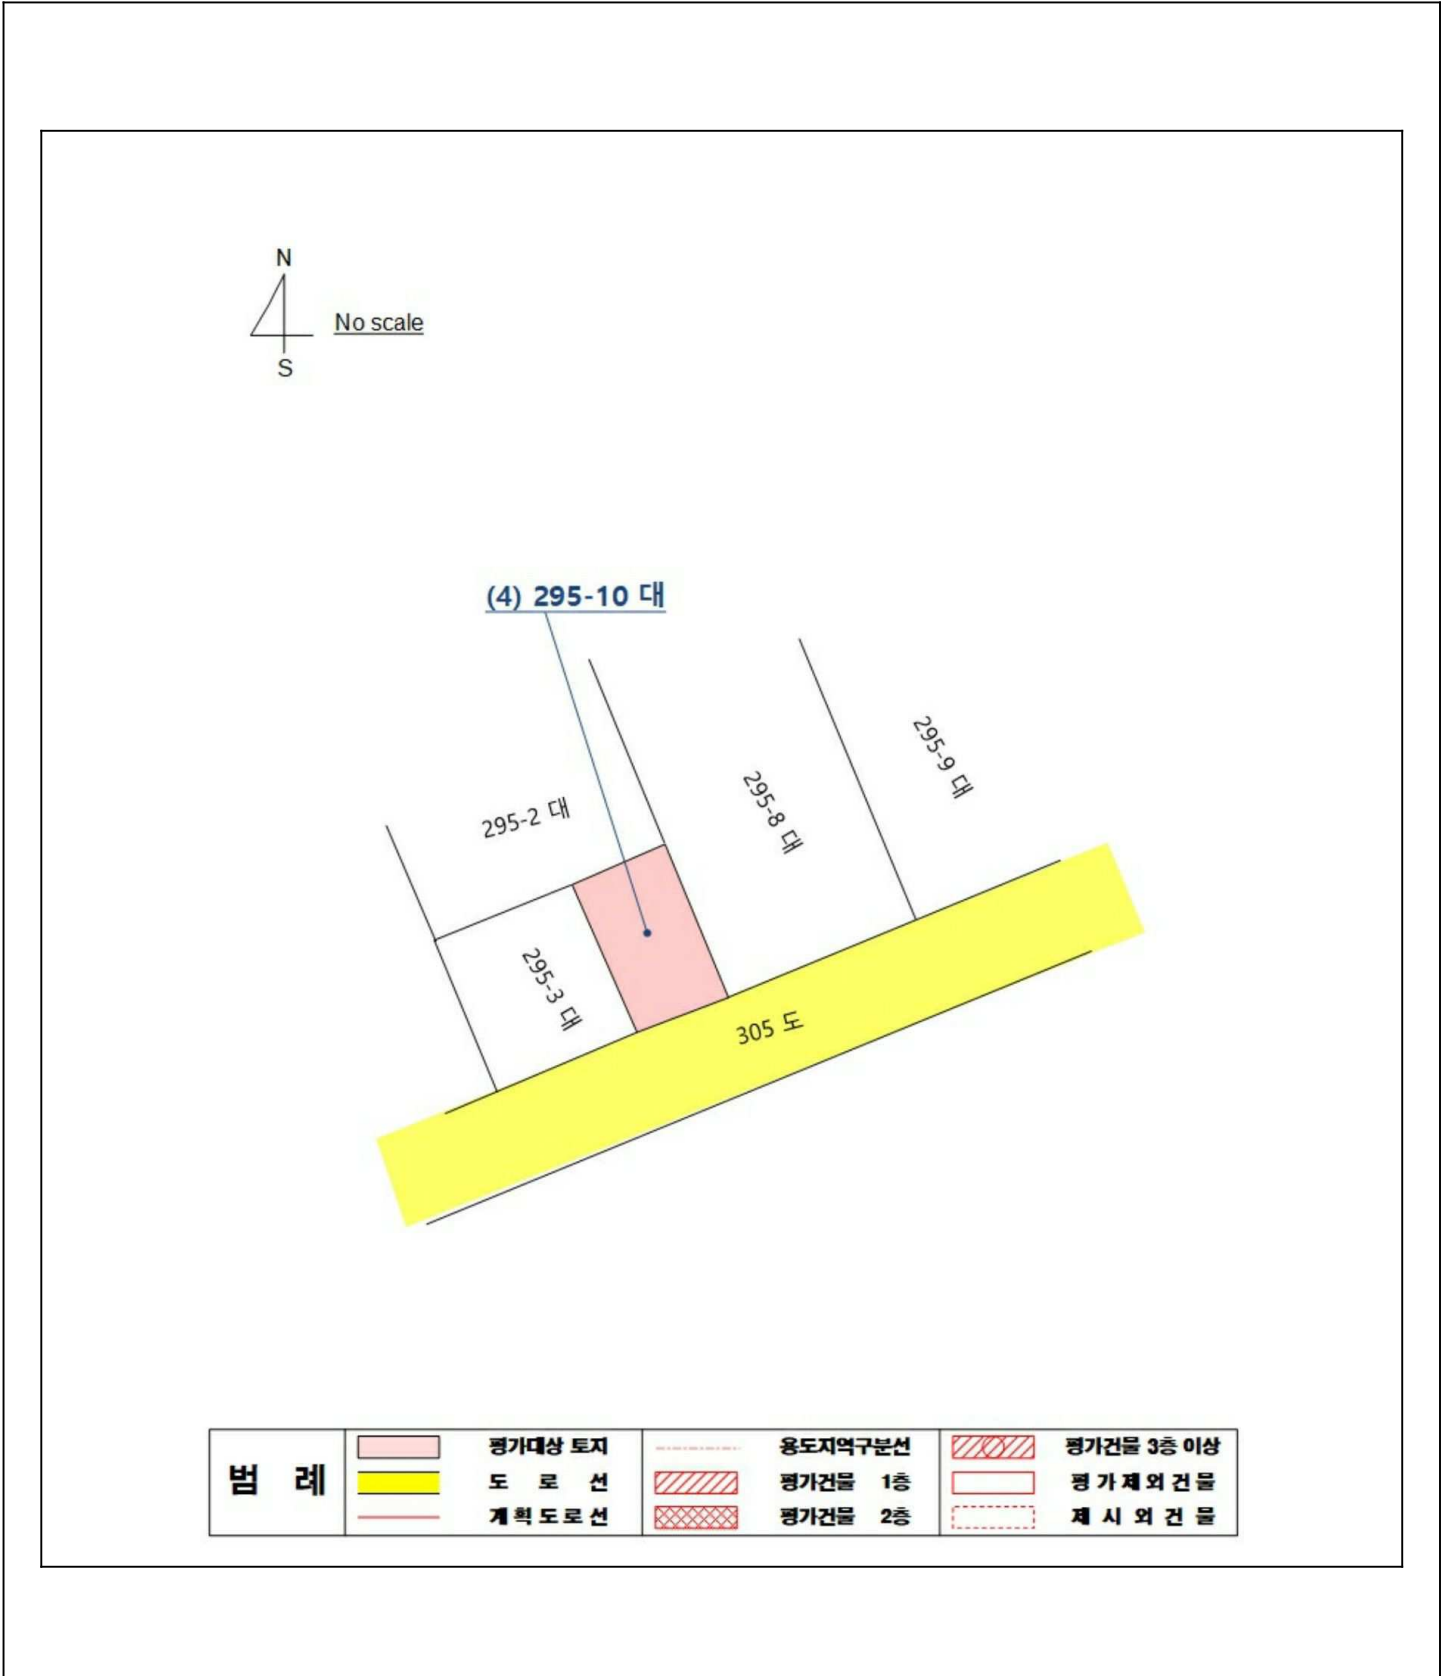 N
No scale
S
(4) 295-10 대
295-9 대
295-8 대
295-2 대
295-3 대
305 도
범 례
평가대상 토지
도 로 선
계획도로선
용도지역구분선
평가건물 1층
평가건물 2층
평가건물 3층 이상
평가제외건물
제시외건물